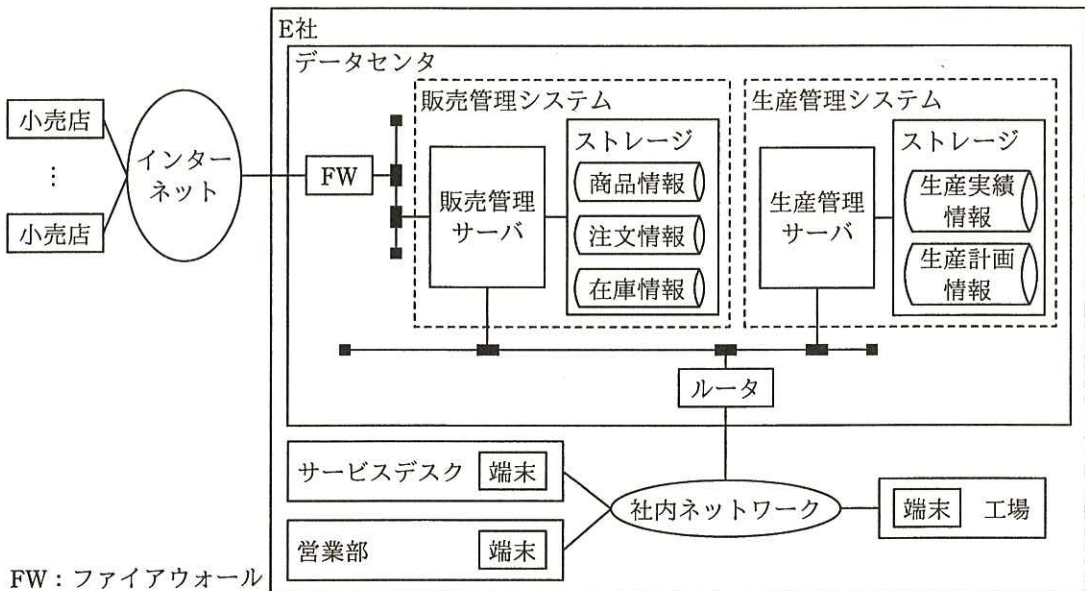 E社
データセンタ
販売管理システム
生産管理システム
小売店
⋮
小売店
インター
ネット
FW
販売管理
サーバ
ストレージ
商品情報
注文情報
在庫情報
生産管理
サーバ
ストレージ
生産実績
情報
生産計画
情報
ルータ
サービスデスク 端末
営業部 端末
社内ネットワーク
端末 工場
FW:ファイアウォール